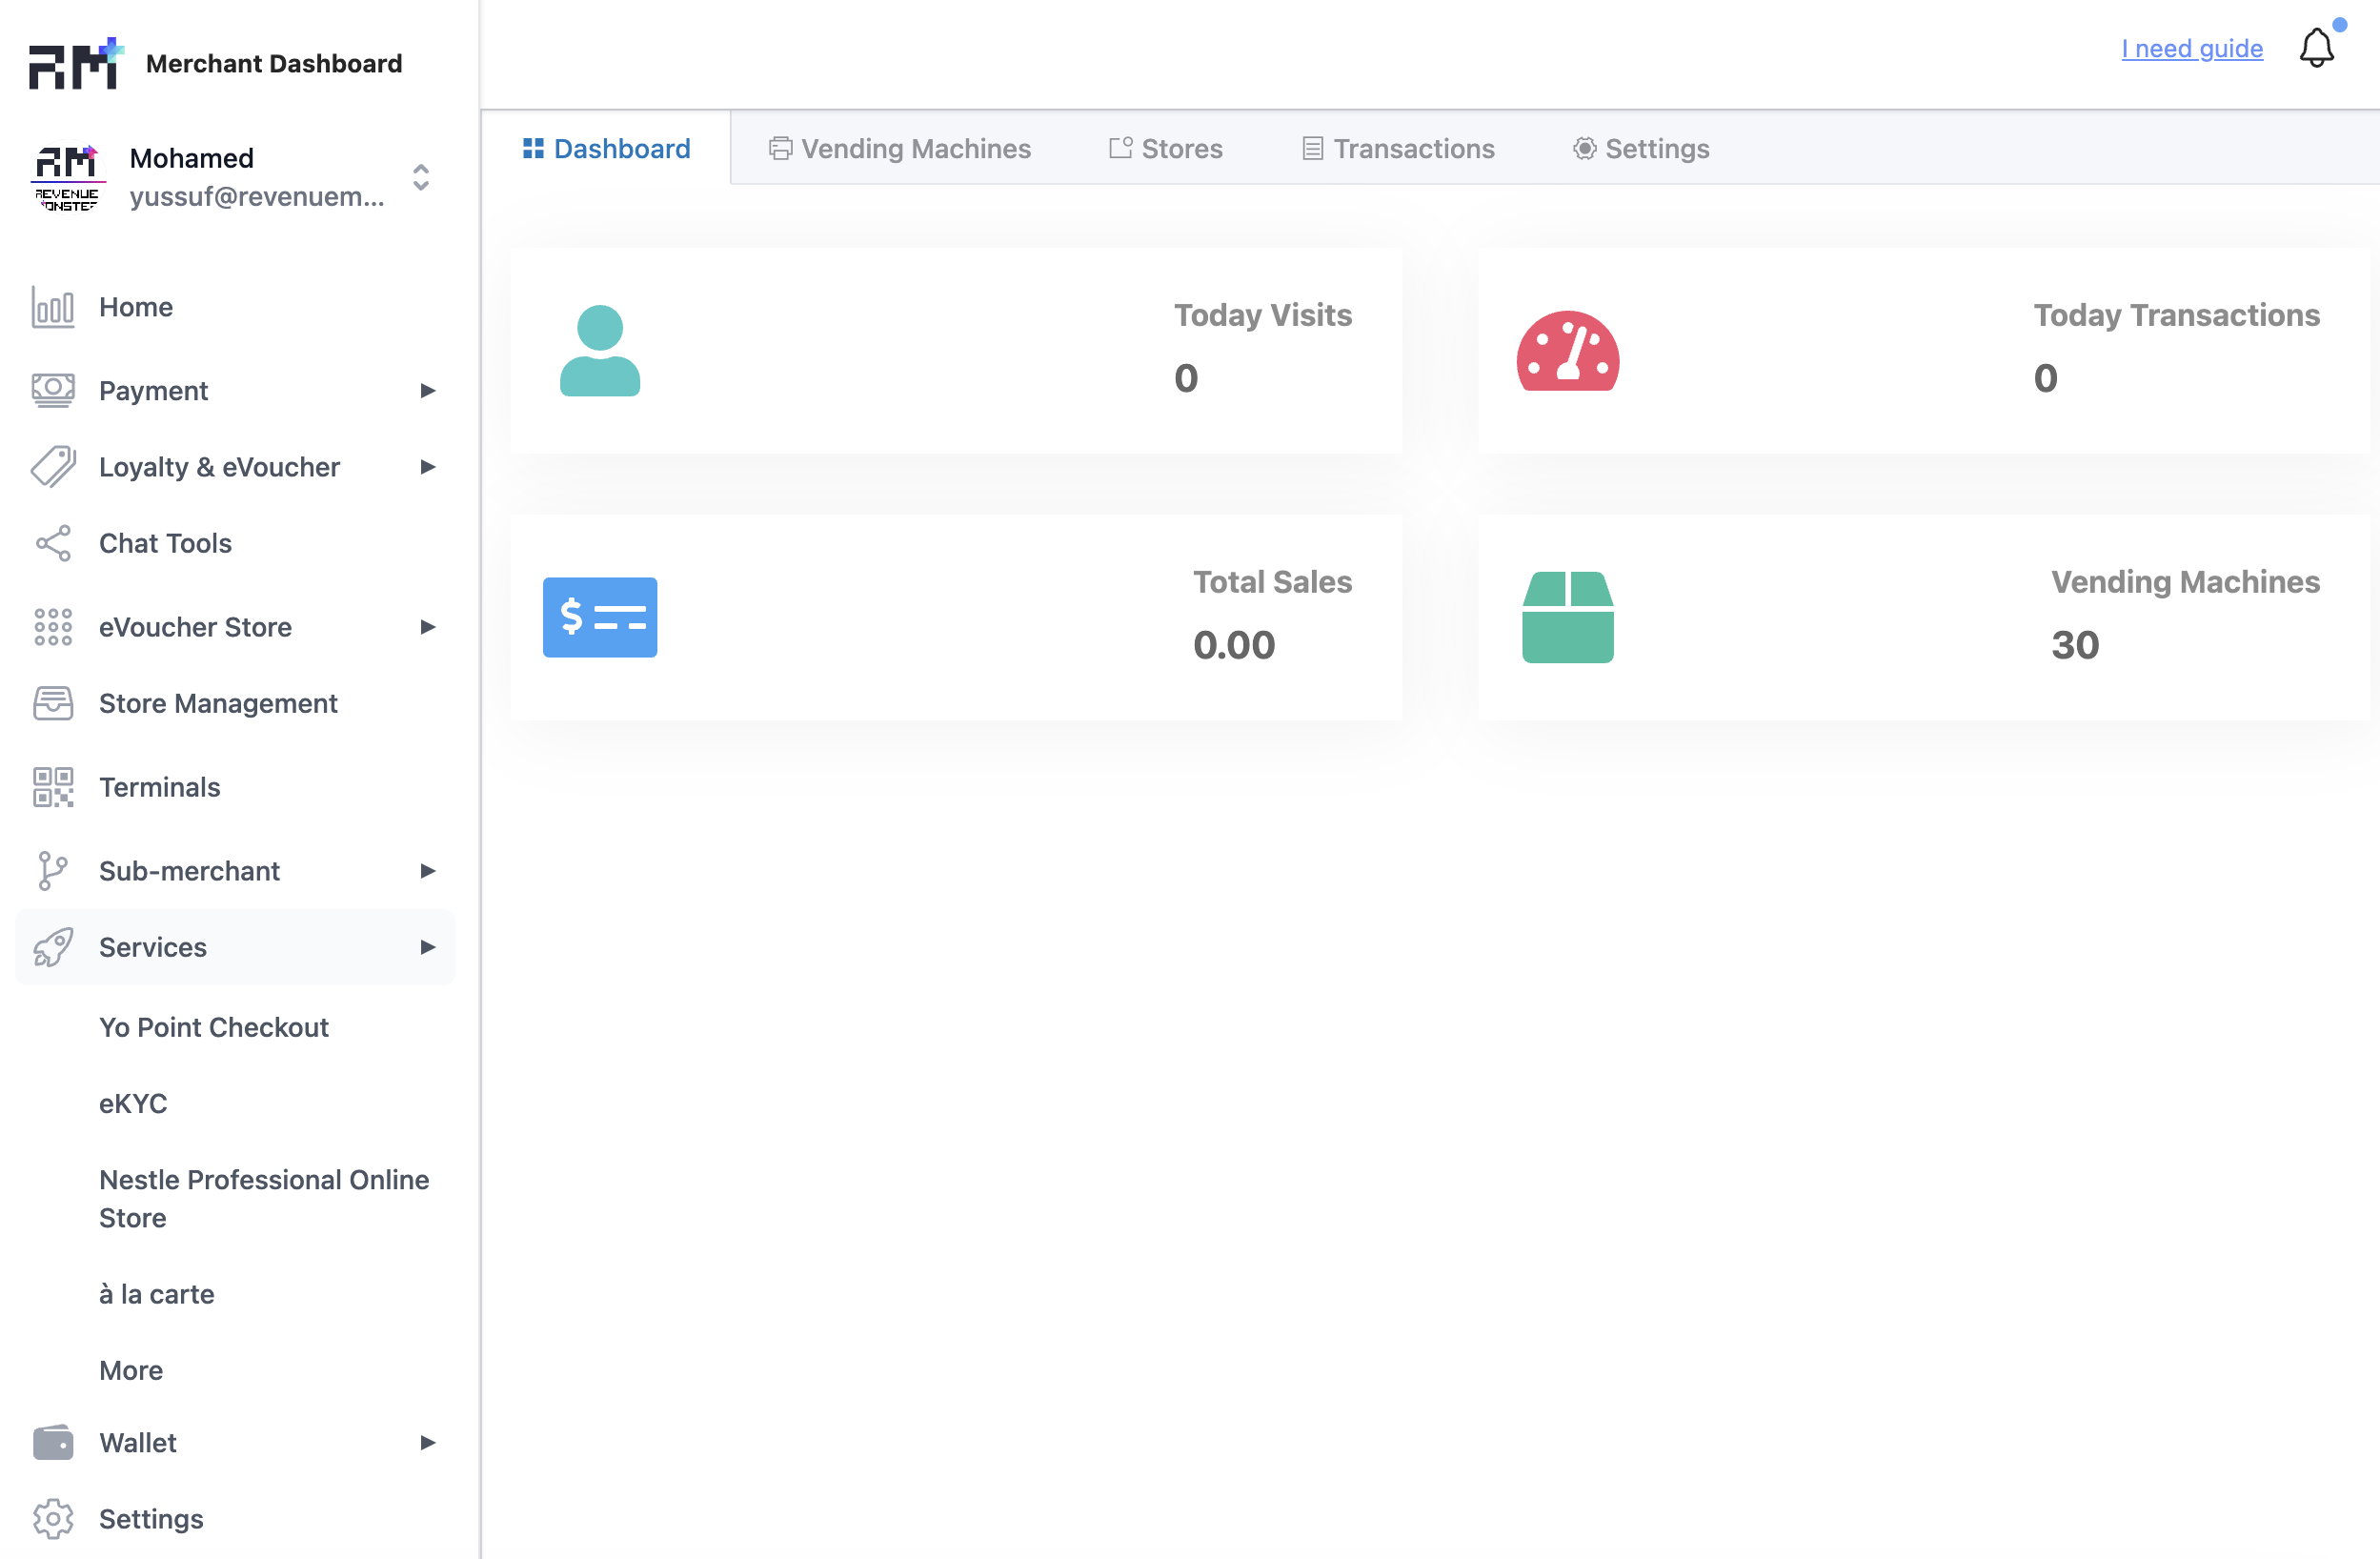 RM
Merchant Dashboard
I need guide
Mohamed
yussuf@revenuem...
RM
REVENUE
Home
Payment
Loyalty & eVoucher
Chat Tools
eVoucher Store
Store Management
Terminals
Sub-merchant
Services
Yo Point Checkout
eKYC
Nestle Professional Online
Store
à la carte
More
Wallet
Settings
Dashboard
Vending Machines
Stores
Transactions
Settings
Today Visits
0
Today Transactions
0
$
Total Sales
0.00
Vending Machines
30